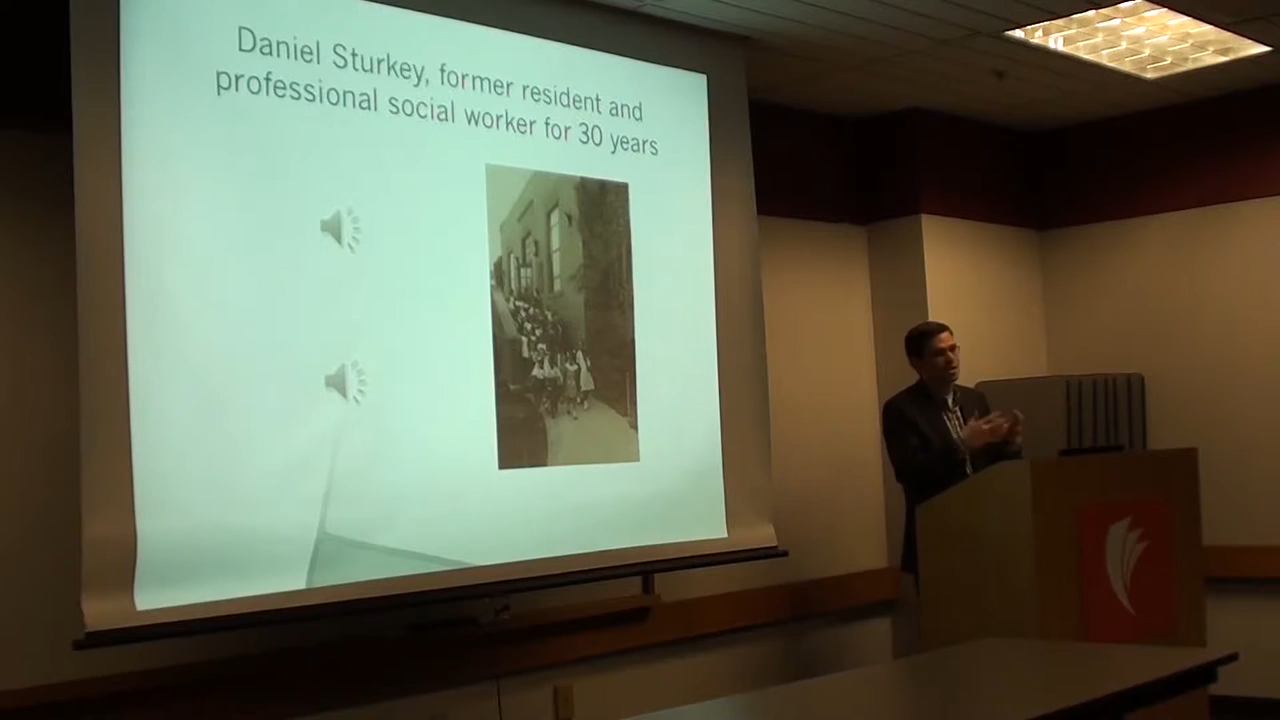 Daniel Sturkey, former resident and
professional social worker for 30 years